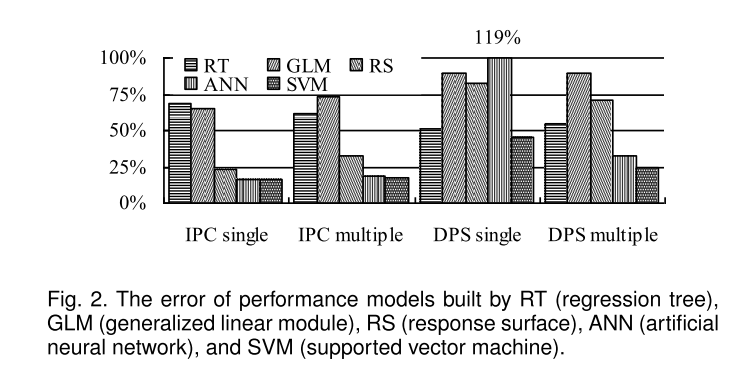 119%
100%
RT GLM RS
ANN SVM
75%
50%
25%
0%
IPC single IPC multiple DPS single DPS multiple
Fig. 2. The error of performance models built by RT (regression tree),
GLM (generalized linear module), RS (response surface), ANN (artificial
neural network), and SVM (supported vector machine).